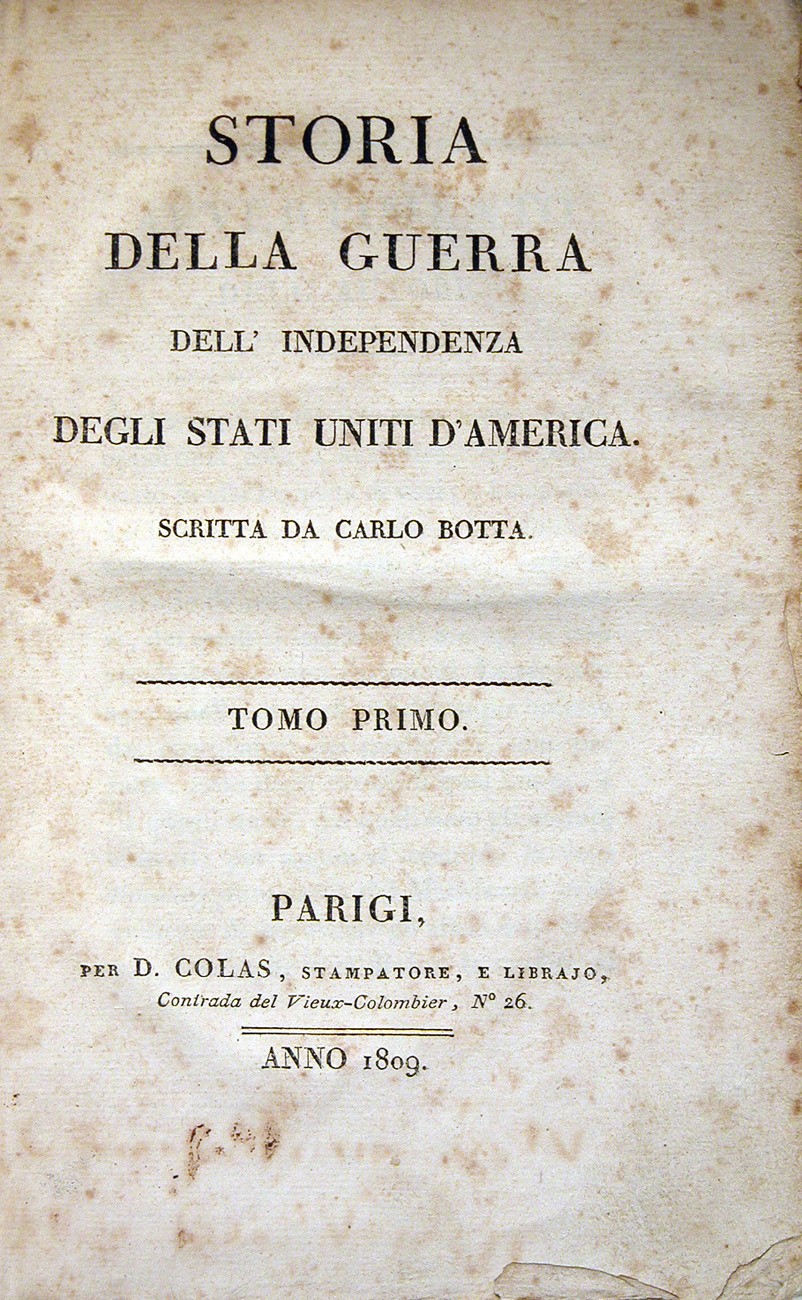 STORIA
DELLA GUERRA
DELL' INDEPENDENZA
DEGLI STATI UNITI D'AMERICA.
SCRITTA DA CARLO BOTTA.
TOMO PRIMO.
PARIGI,
PER D. COLAS, STAMPATORE, E LIBRAJO,
Contrada del Vieux-Colombier, N° 26.
ANNO 1809.